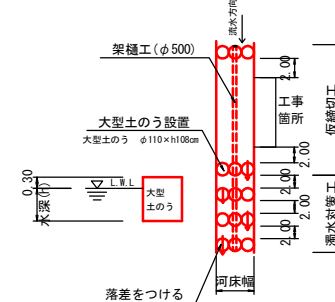 流水方向
架樋工(φ500)
2.00
工事
箇所
仮締切工
大型土のう設置
大型土のう φ110×h108cm
2.00
2.00
2.00
2.00
濁水対策工
0.30
水深(H)
L.W.L
大型
土のう
落差をつける
河床幅